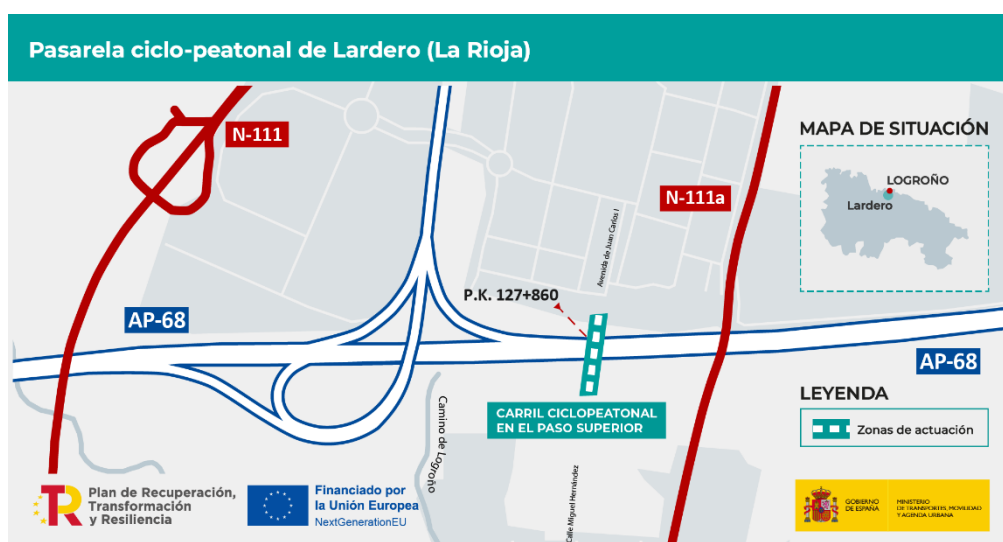 Pasarela ciclo-peatonal de Lardero (La Rioja)
N-111
N-111a
MAPA DE SITUACIÓN
LOGROÑO
Lardero
Avenida de Juan Carlos I
P.K. 127+860
AP-68
AP-68
CARRIL CICLOPEATONAL
EN EL PASO SUPERIOR
Camino de Logroño
Calle Miguel Hernández
LEYENDA
Zonas de actuación
Plan de Recuperación,
Transformación
y Resiliencia
Financiado por
la Unión Europea
NextGenerationEU
GOBIERNO
DE ESPAÑA
MINISTERIO
DE TRANSPORTES, MOVILIDAD
Y AGENDA URBANA